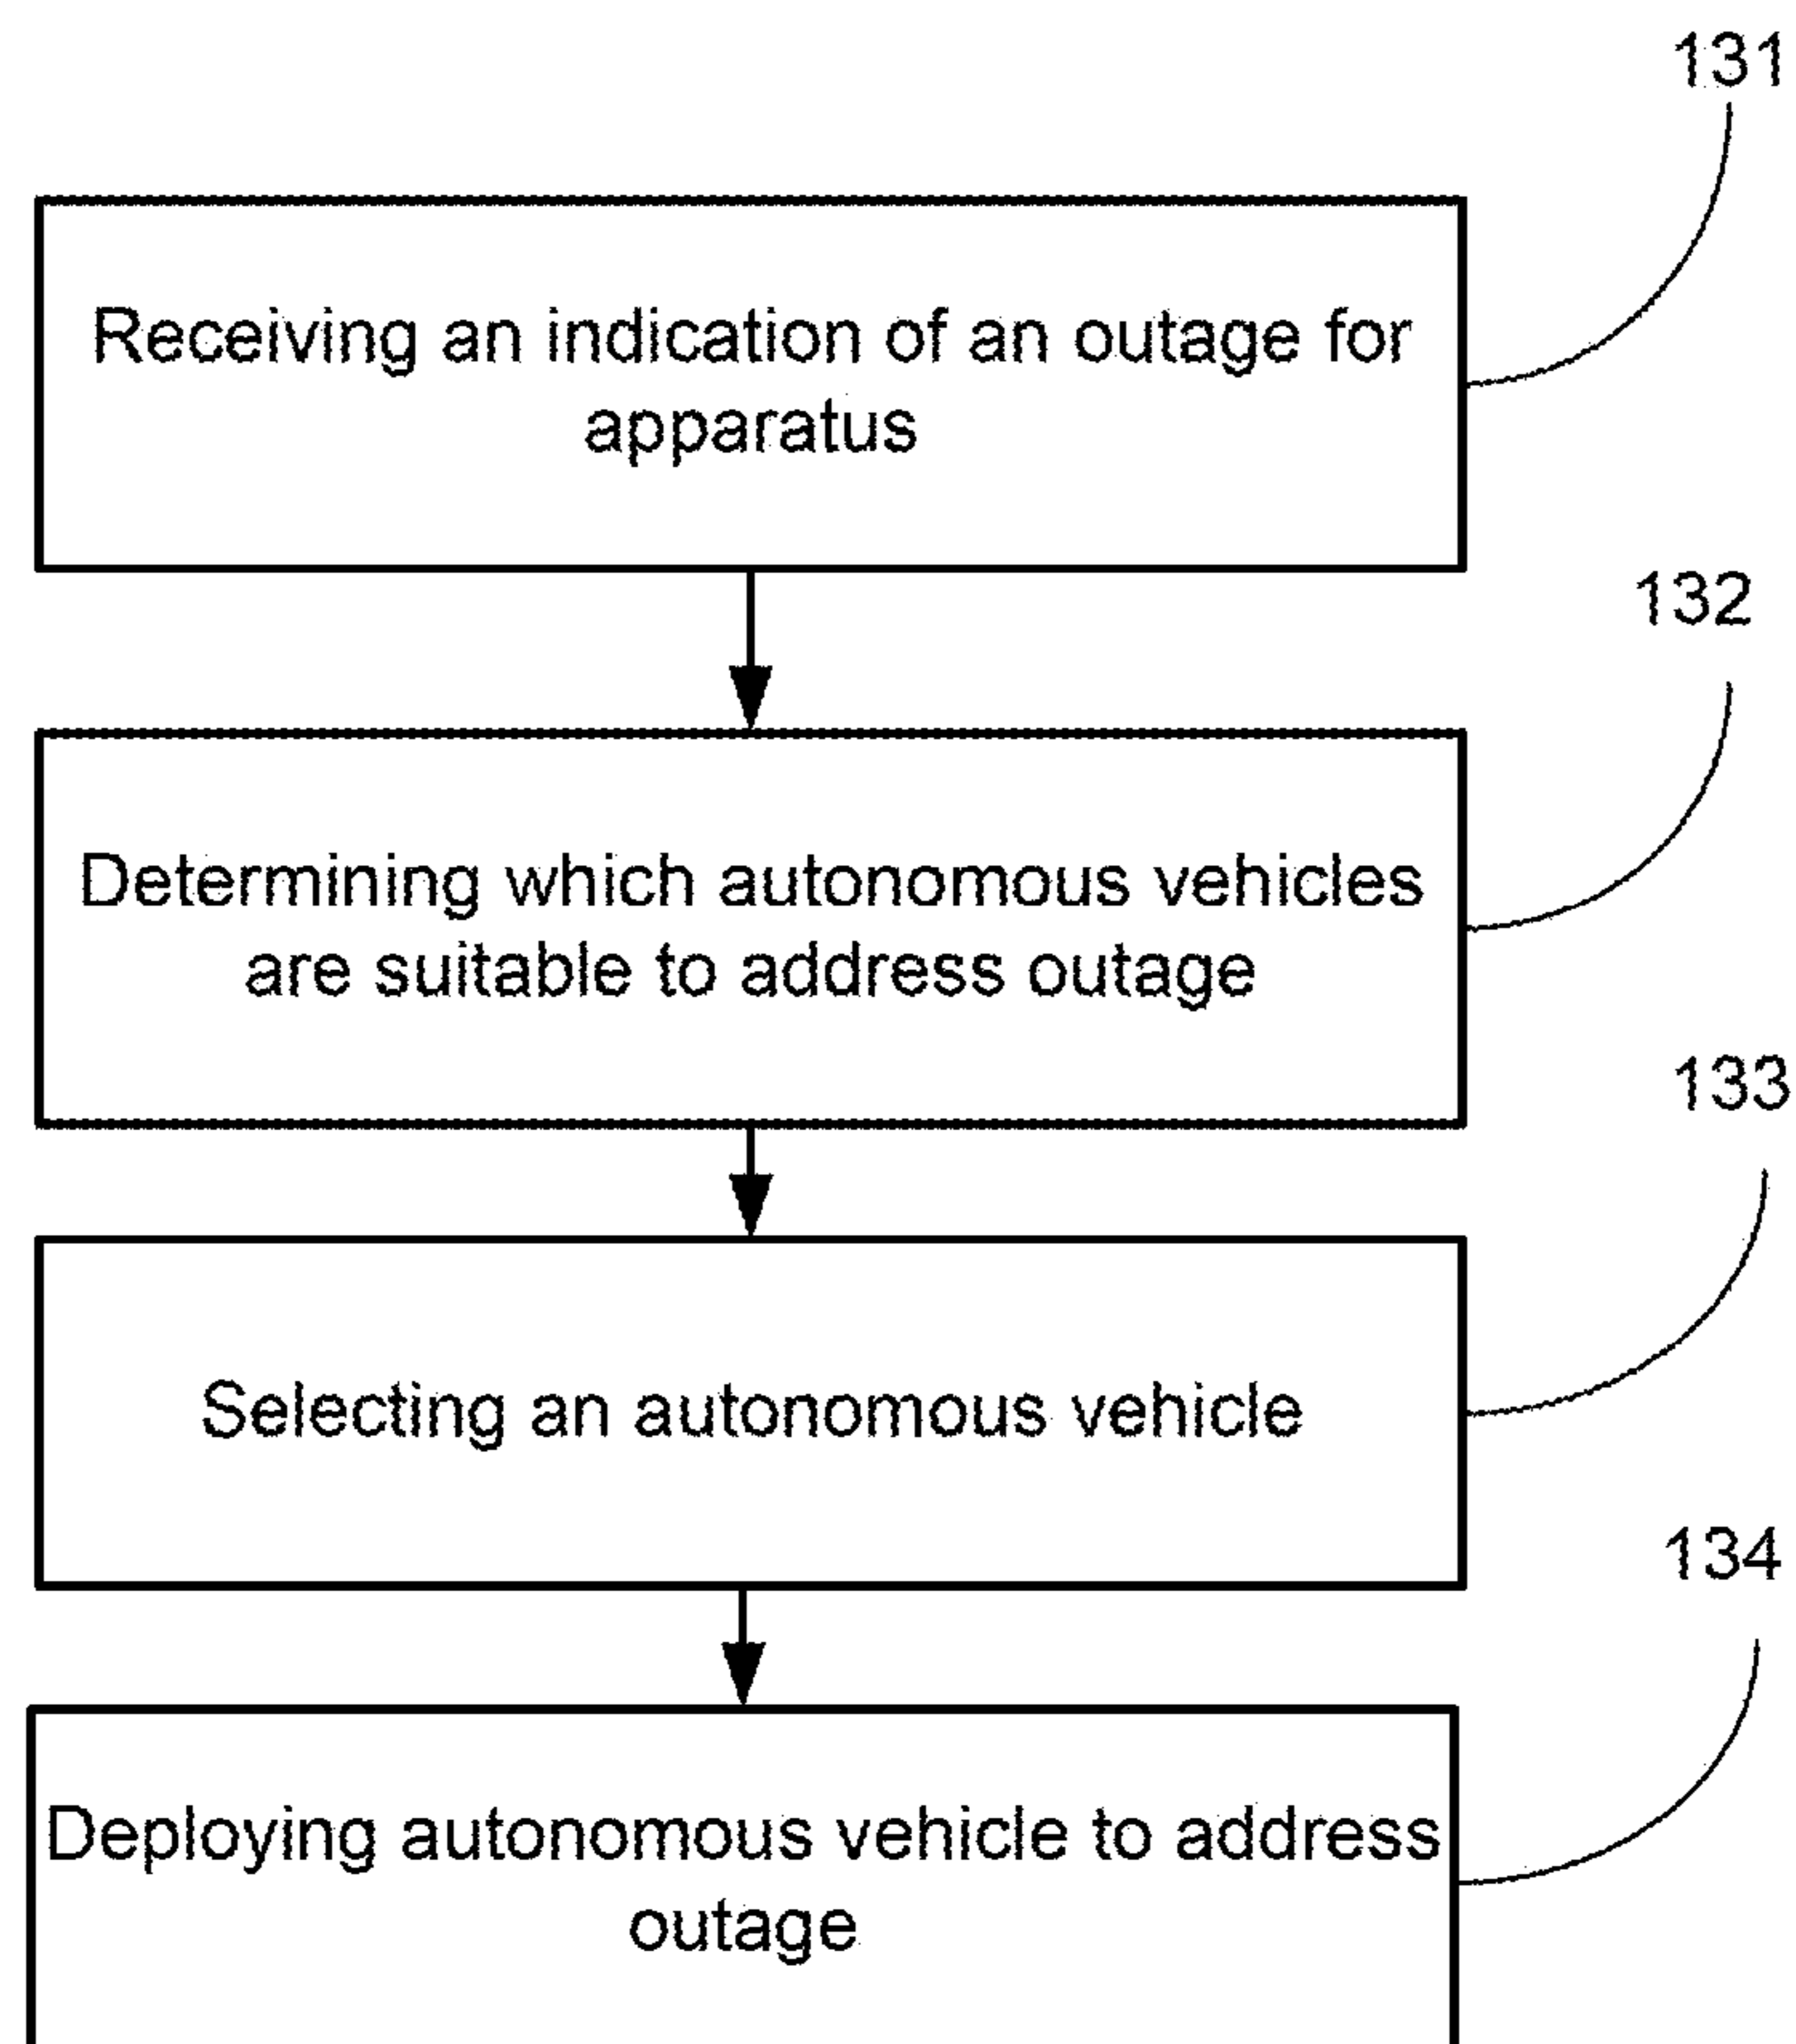 131
Receiving an indication of an outage for
apparatus
132
Determining which autonomous vehicles
are suitable to address outage
133
Selecting an autonomous vehicle
134
Deploying autonomous vehicle to address
outage